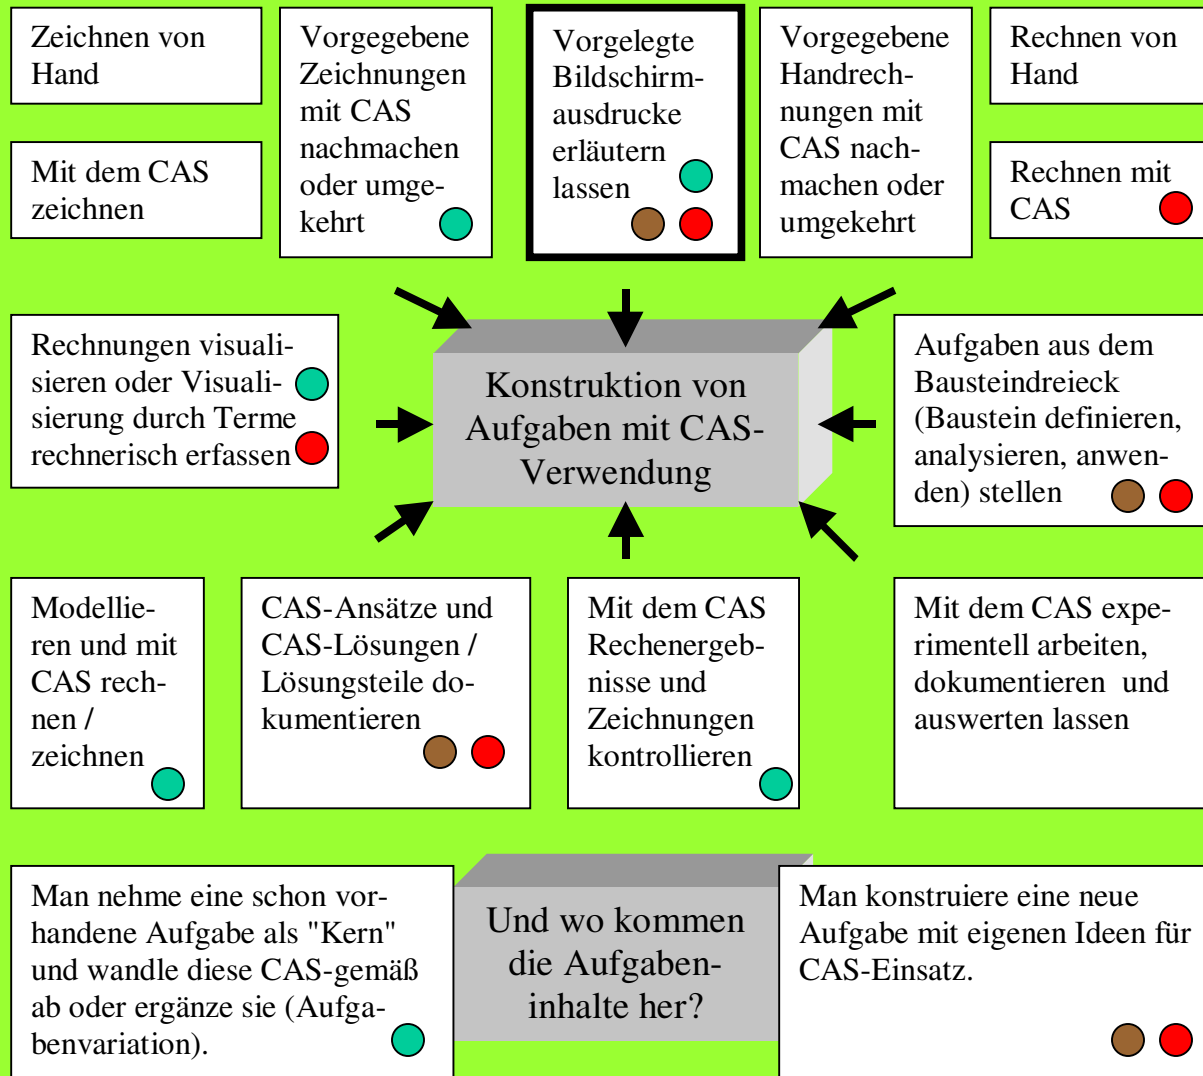 Zeichnen von
Hand
Mit dem CAS
zeichnen
Vorgegebene
Zeichnungen
mit CAS
nachmachen
oder umge-
kehrt
Vorgelegte
Bildschirm-
ausdrucke
erläutern
lassen
Vorgegebene
Handrech-
nungen mit
CAS nach-
machen oder
umgekehrt
Rechnen von
Hand
Rechnen mit
CAS
Rechnungen visuali-
sieren oder Visuali-
sierung durch Terme
rechnerisch erfassen
Konstruktion von
Aufgaben mit CAS-
Verwendung
Aufgaben aus dem
Bausteindreieck
(Baustein definieren,
analysieren, anwen-
den) stellen
Modellie-
ren und mit
CAS rech-
nen /
zeichnen
CAS-Ansätze und
CAS-Lösungen /
Lösungsteile do-
kumentieren
Mit dem CAS
Rechenergeb-
nisse und
Zeichnungen
kontrollieren
Mit dem CAS expe-
rimentell arbeiten,
dokumentieren und
auswerten lassen
Man nehme eine schon vor-
handene Aufgabe als "Kern"
und wandle diese CAS-gemäß
ab oder ergänze sie (Aufga-
benvariation).
Und wo kommen
die Aufgaben-
inhalte her?
Man konstruiere eine neue
Aufgabe mit eigenen Ideen für
CAS-Einsatz.